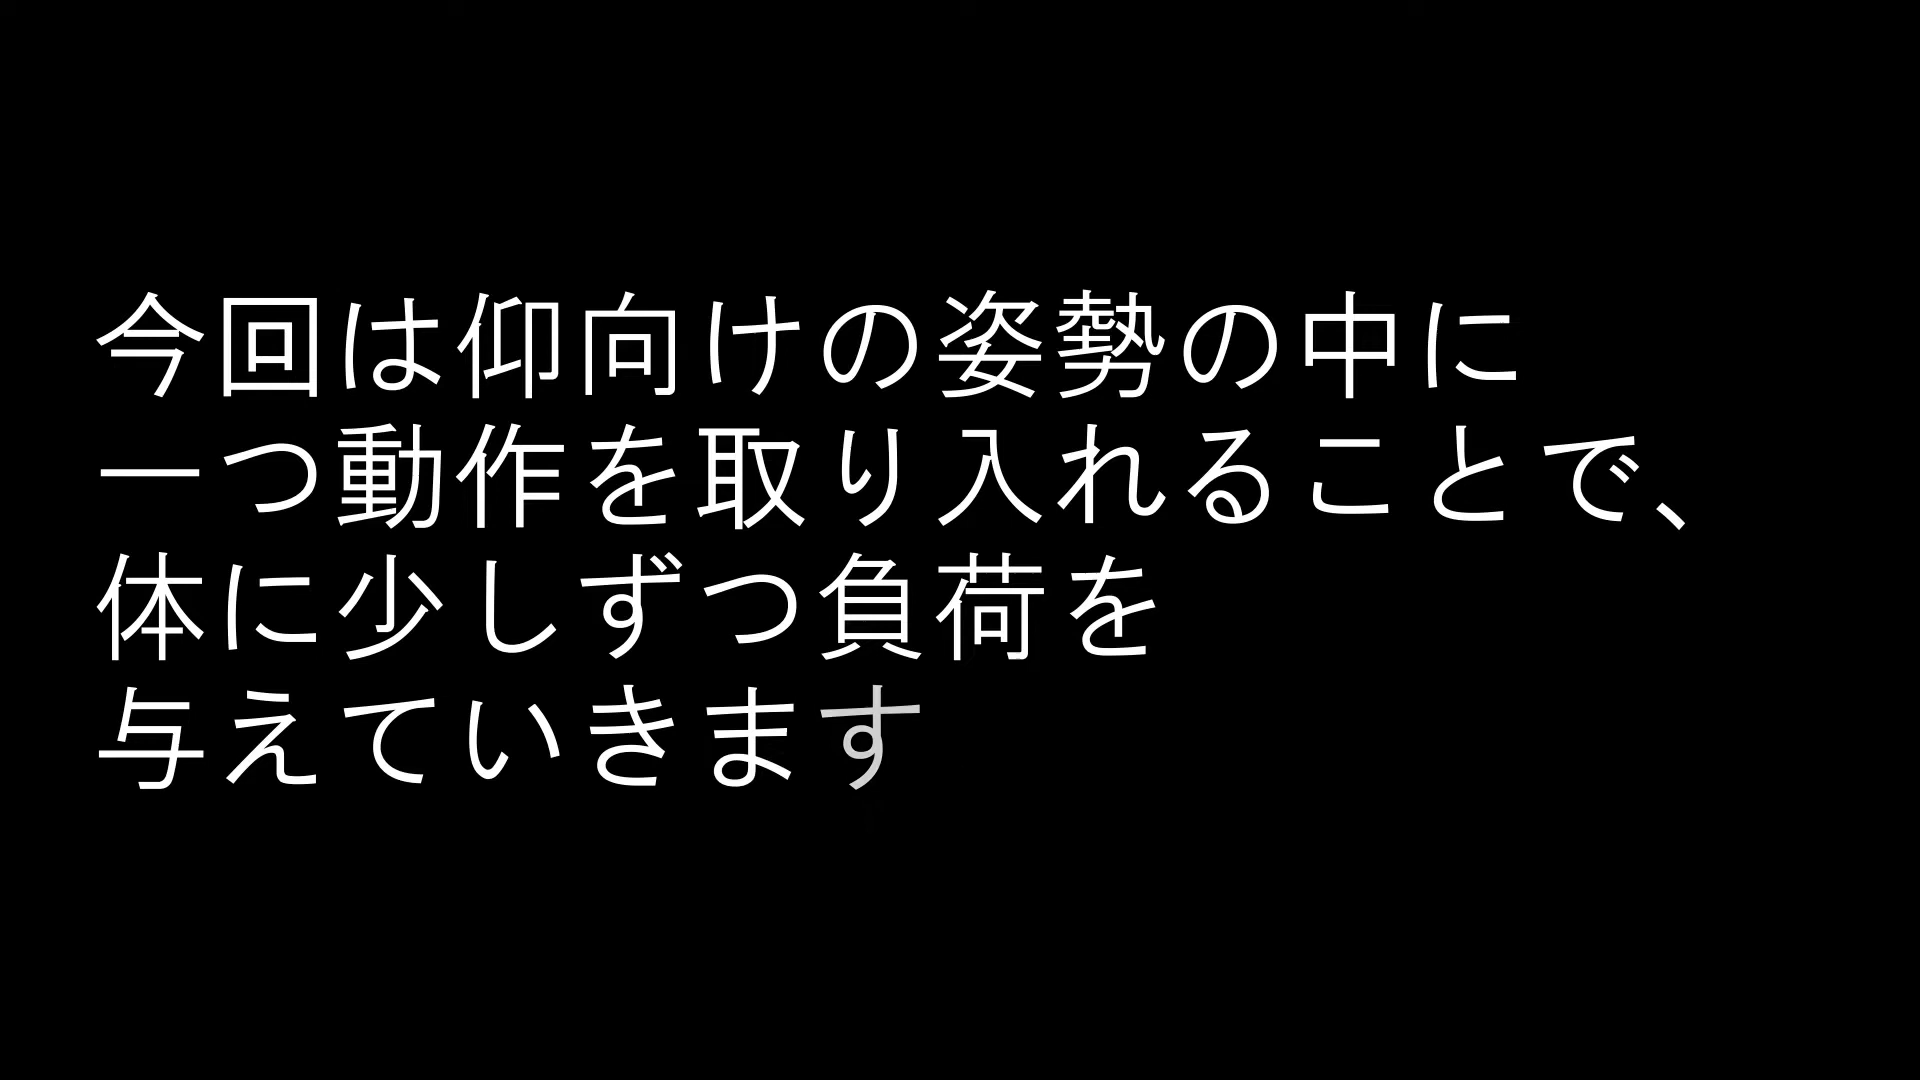 今回は仰向けの姿勢の中に
一つ動作を取り入れることで、
体に少しずつ負荷を
与えていきます